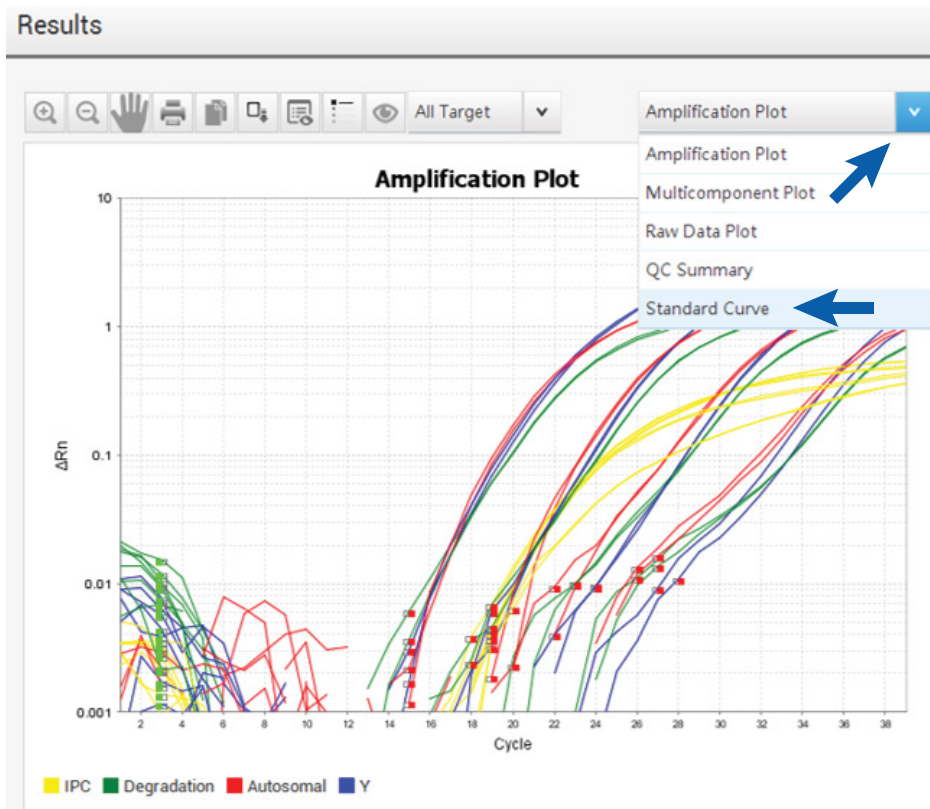 Results
All Target
Amplification Plot
Amplification Plot
Multicomponent Plot
Raw Data Plot
QC Summary
Standard Curve
Amplification Plot
10
1
0.1
0.01
0.001
ΔRn
2 4 6 8 10 12 14 16 18 20 22 24 26 28 30 32 34 36 38
Cycle
IPC Degradation Autosomal Y